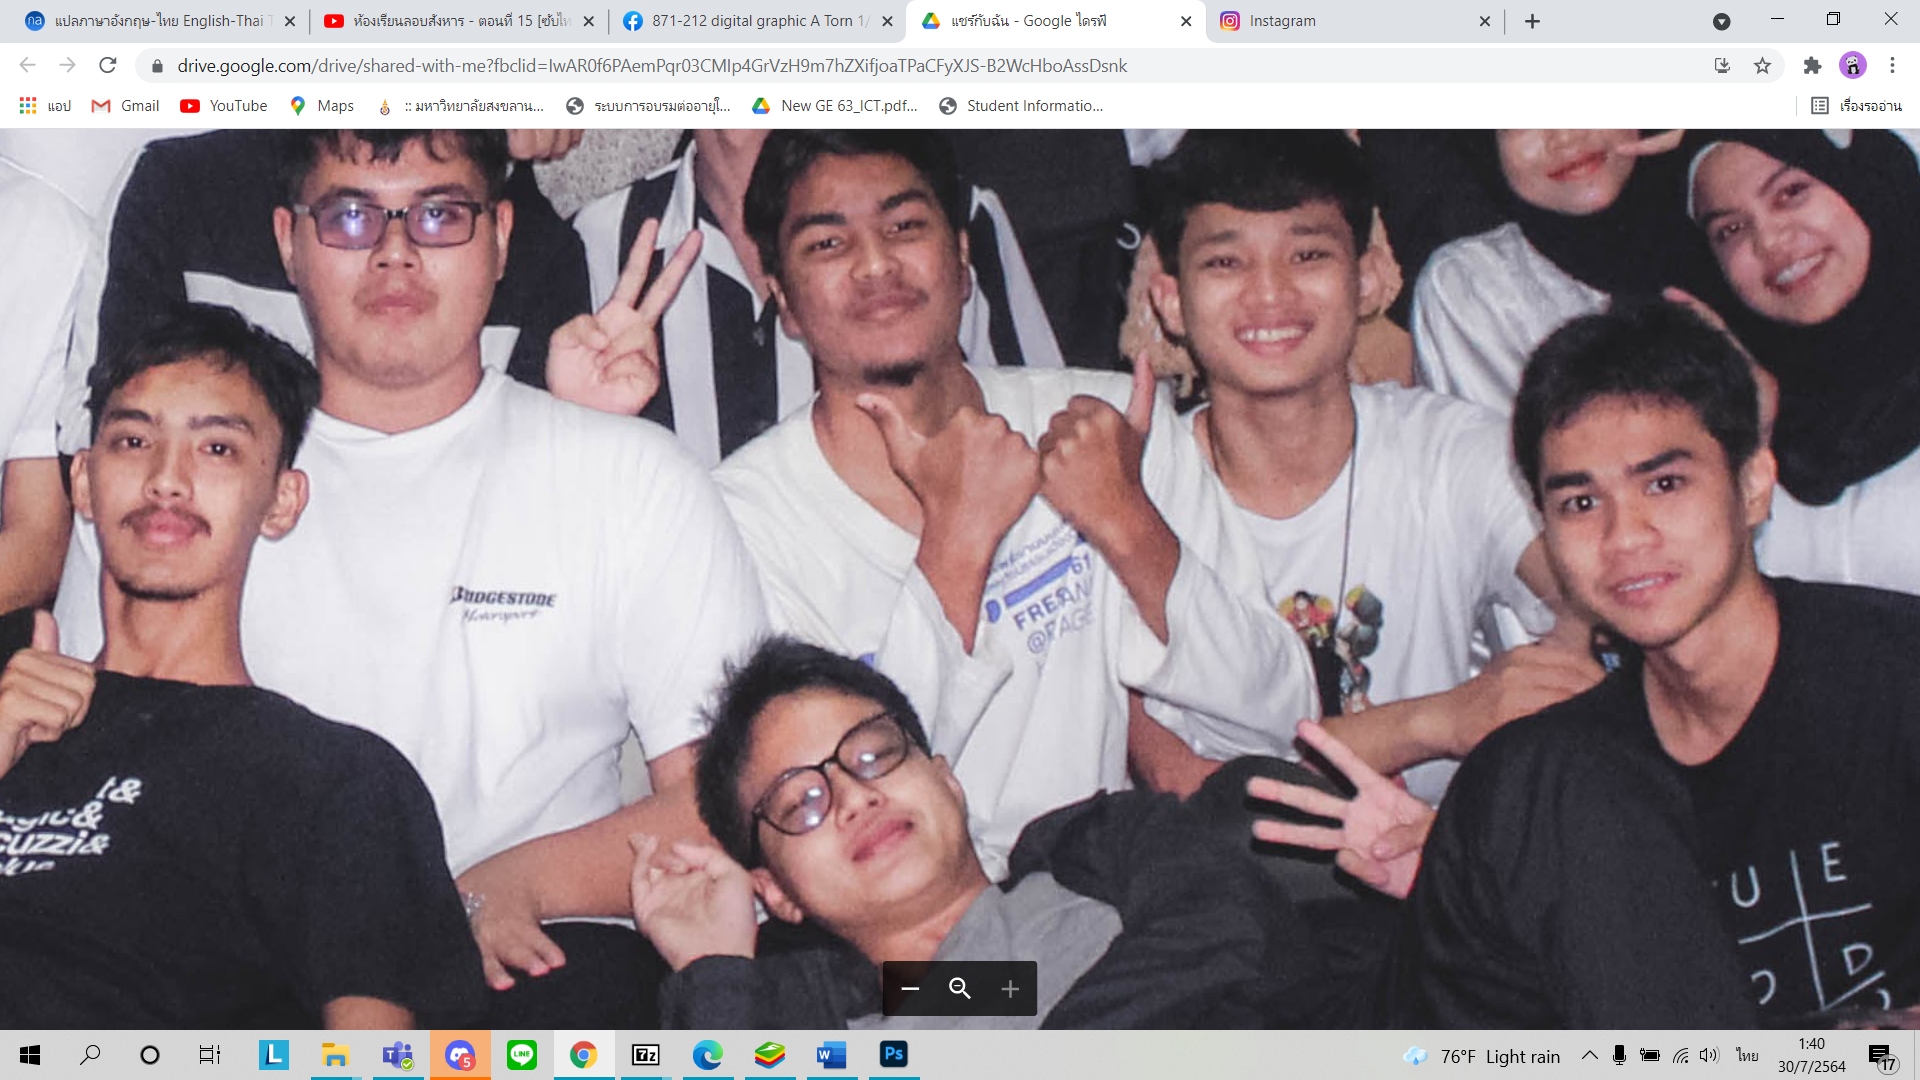 แปลภาษาอังกฤษ-ไทย English-Thai T
ห้องเรียนลอบสังหาร - ตอนที่ 15 [ซับไท
871-212 digital graphic A Torn 1/
แชร์กับฉัน - Google ไดรฟ์
Instagram
drive.google.com/drive/shared-with-me?fbclid=IwAR0f6PAemPqr03CMIp4GrVzH9m7hZXifjoaTPaCFyXJS-B2WcHboAssDsnk
แอป
Gmail
YouTube
Maps
:: มหาวิทยาลัยสงขลาน...
ระบบการอบรมต่ออายุใ...
New GE 63_ICT.pdf...
Student Informatio...
เรื่องรออ่าน
BRIDGESTONE
Motorsport
61
@
t&
&
cuzzi&
U E
D
76°F Light rain
ไทย
1:40
30/7/2564
17